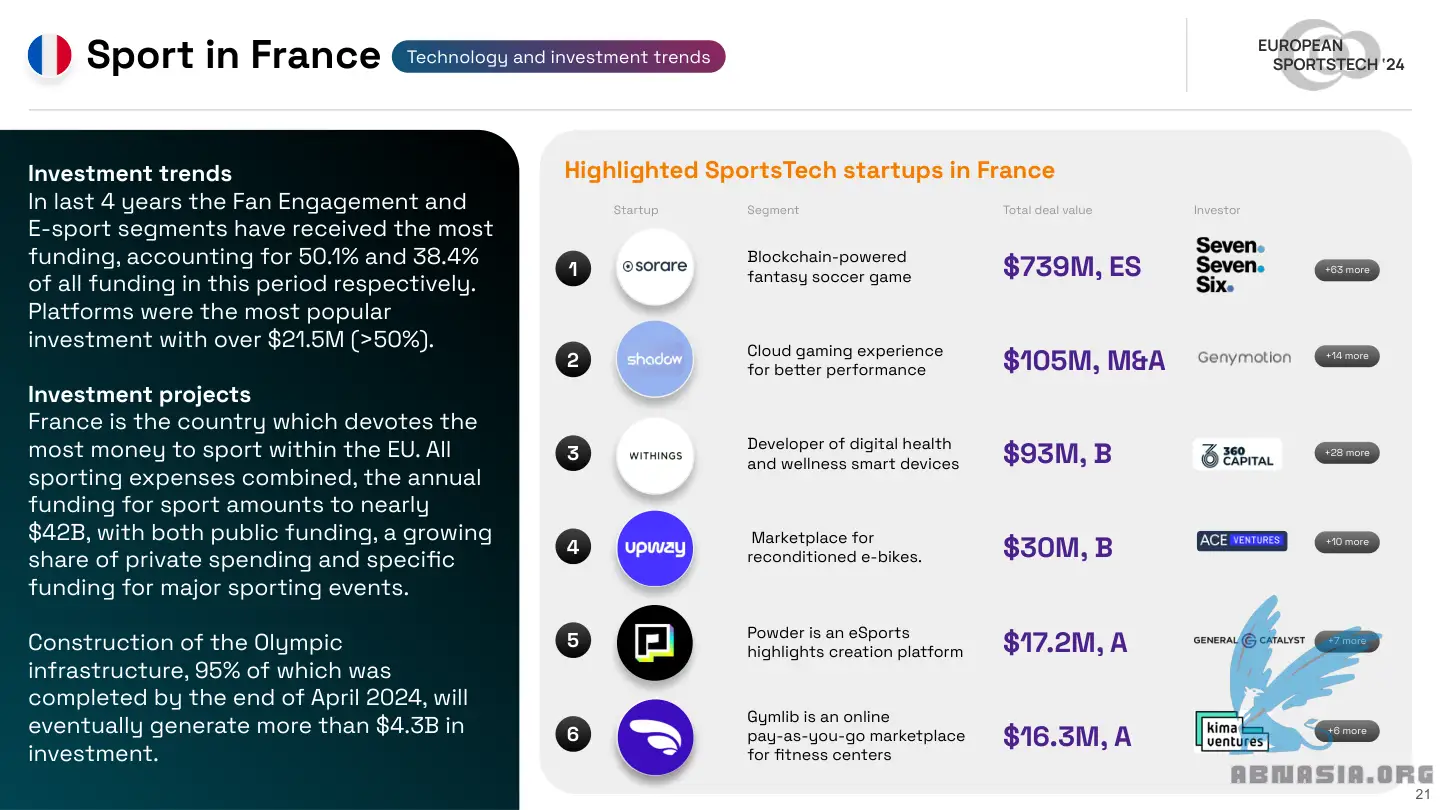 Sport in France
Technology and investment trends
EUROPEAN
SPORTSTECH '24
Investment trends
In last 4 years the Fan Engagement and
E-sport segments have received the most
funding, accounting for 50.1% and 38.4%
of all funding in this period respectively.
Platforms were the most popular
investment with over $21.5M (>50%).
Investment projects
France is the country which devotes the
most money to sport within the EU. All
sporting expenses combined, the annual
funding for sport amounts to nearly
$42B, with both public funding, a growing
share of private spending and specific
funding for major sporting events.
Construction of the Olympic
infrastructure, 95% of which was
completed by the end of April 2024, will
eventually generate more than $4.3B in
investment.
Highlighted SportsTech startups in France
Startup Segment Total deal value Investor
1
sorare
Blockchain-powered
fantasy soccer game
$739M, ES
Seven.
Seven.
Six.
+63 more
2
shadow
Cloud gaming experience
for better performance
$105M, M&A
Genymotion
+14 more
3
WITHINGS
Developer of digital health
and wellness smart devices
$93M, B
360
CAPITAL
+28 more
4
upway
Marketplace for
reconditioned e-bikes.
$30M, B
ACE VENTURES
+10 more
5
Powder is an eSports
highlights creation platform
$17.2M, A
GENERAL CATALYST
+7 more
6
Gymlib is an online
pay-as-you-go marketplace
for fitness centers
$16.3M, A
kima
ventures
+6 more
ABNASIA.ORG
21